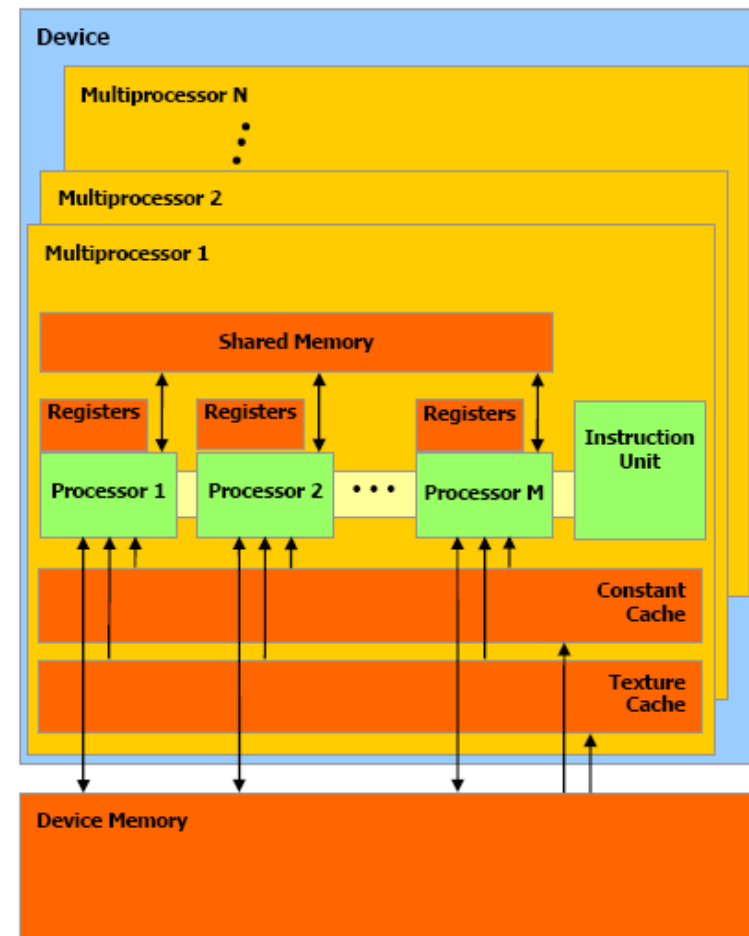 Device
Multiprocessor N
Multiprocessor 2
Multiprocessor 1
Shared Memory
Registers
Registers
Registers
Instruction
Unit
Processor 1
Processor 2
Processor M
Constant
Cache
Texture
Cache
Device Memory